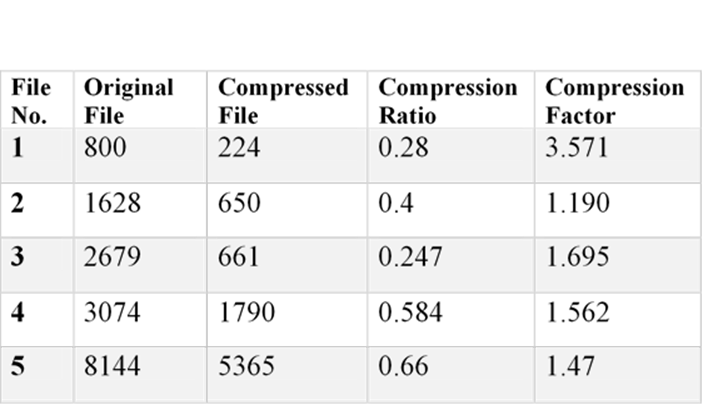 File No. Original File Compressed File Compression Ratio Compression Factor
1 800 224 0.28 3.571
2 1628 650 0.4 1.190
3 2679 661 0.247 1.695
4 3074 1790 0.584 1.562
5 8144 5365 0.66 1.47